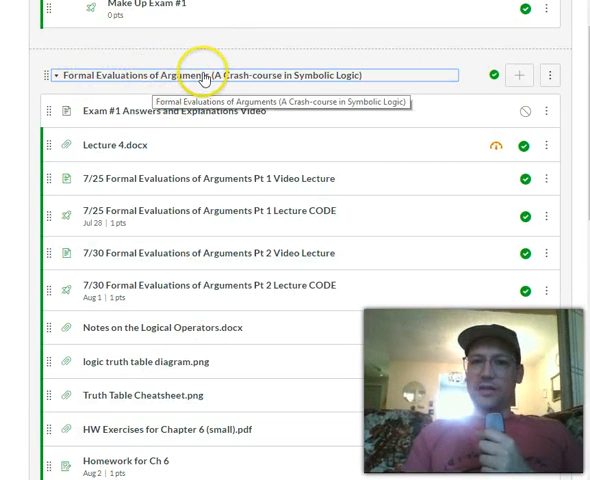 Make Up Exam #1
0 pts
Formal Evaluations of Arguments (A Crash-course in Symbolic Logic)
Formal Evaluations of Arguments (A Crash-course in Symbolic Logic)
Exam #1 Answers and Explanations Video
Lecture 4.docx
7/25 Formal Evaluations of Arguments Pt 1 Video Lecture
7/25 Formal Evaluations of Arguments Pt 1 Lecture CODE
Jul 28 | 1 pts
7/30 Formal Evaluations of Arguments Pt 2 Video Lecture
7/30 Formal Evaluations of Arguments Pt 2 Lecture CODE
Aug 1 | 1 pts
Notes on the Logical Operators.docx
logic truth table diagram.png
Truth Table Cheatsheet.png
HW Exercises for Chapter 6 (small).pdf
Homework for Ch 6
Aug 2 | 1 pts